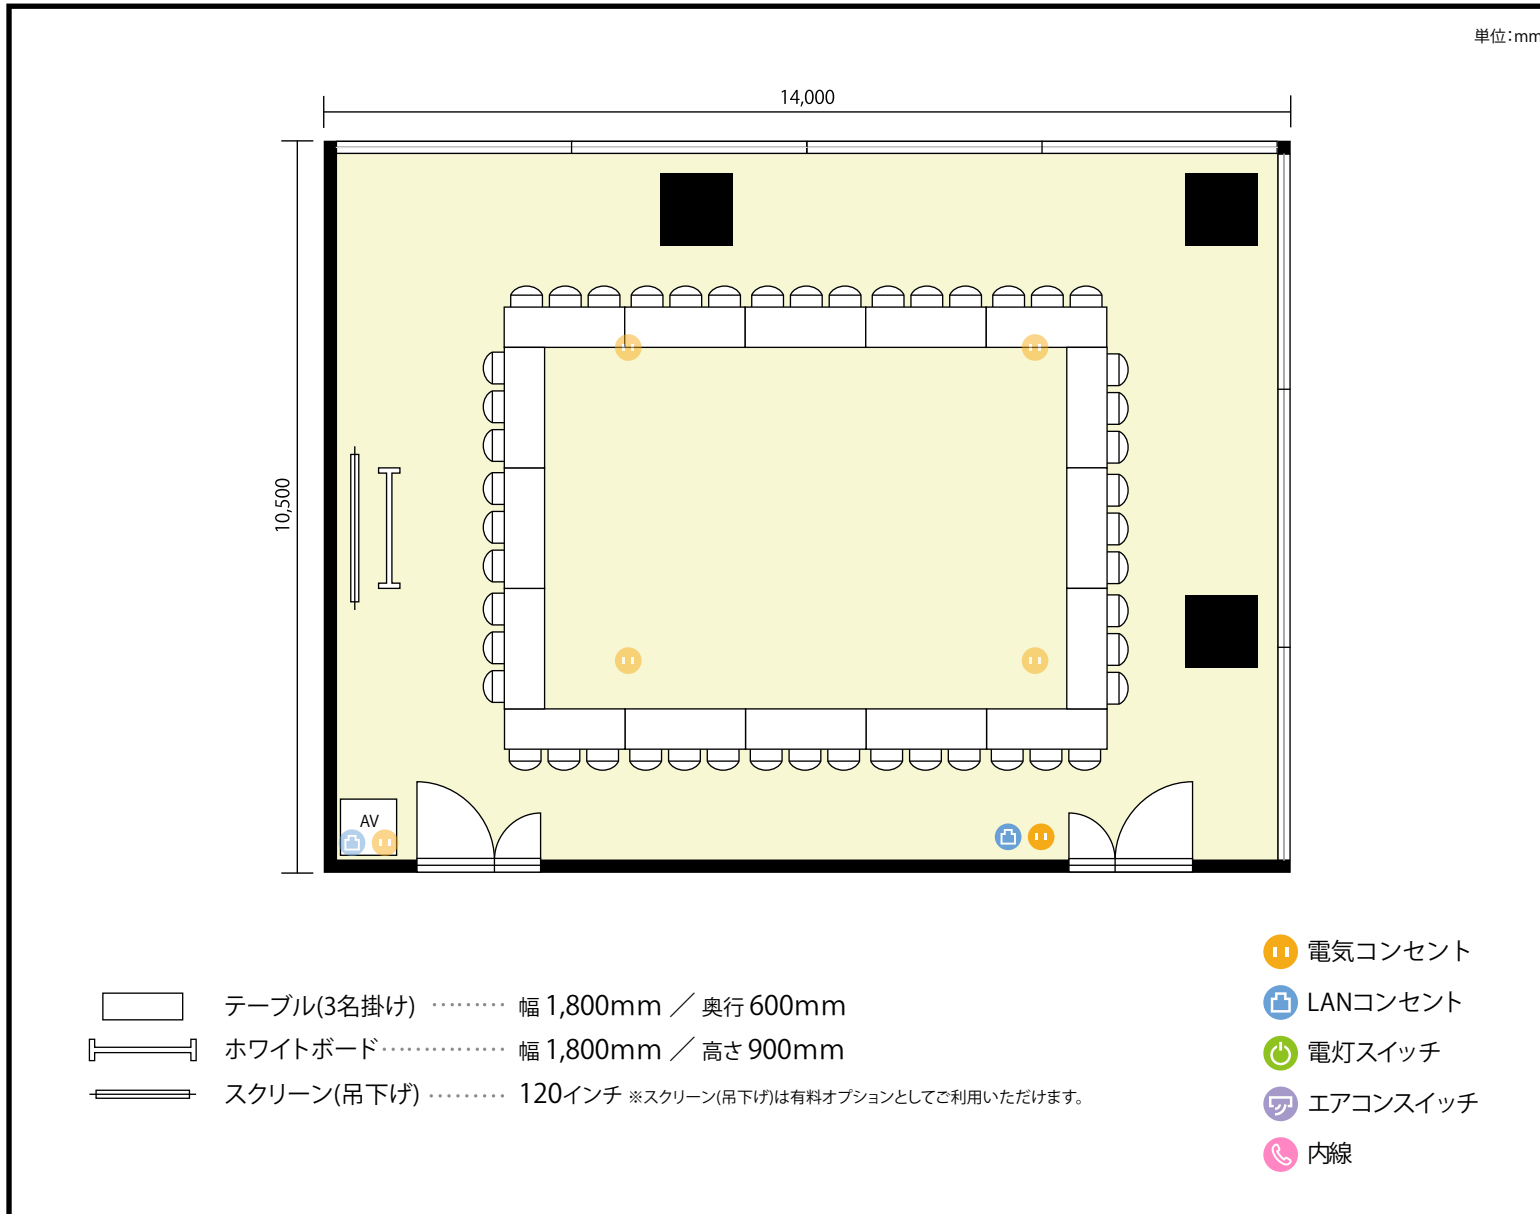 単位:mm
14,000
10,500
AV
テーブル(3名掛け) ········· 幅 1,800mm ／ 奥行 600mm
ホワイトボード ··············· 幅 1,800mm ／ 高さ 900mm
スクリーン(吊下げ) ········· 120インチ ※スクリーン(吊下げ)は有料オプションとしてご利用いただけます。
電気コンセント
LANコンセント
電灯スイッチ
エアコンスイッチ
内線